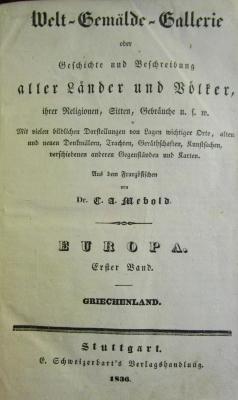 Welt-Gemälde-Gallerie
oder
Geschichte und Beschreibung
aller Länder und Völker,
ihrer Religionen, Sitten, Gebräuche u. s. w.
Mit vielen bildlichen Darstellungen von Lagen wichtiger Orte, alten
und neuen Denkmälern, Trachten, Geräthschaften, Kunstsachen,
verschiedenen anderen Gegenständen und Karten.
Aus dem Französischen
von
Dr. C. A. Mebold.
EUROPA.
Erster Band.
GRIECHENLAND.
Stuttgart.
E. Schweizerbart's Verlagshandlung.
1836.